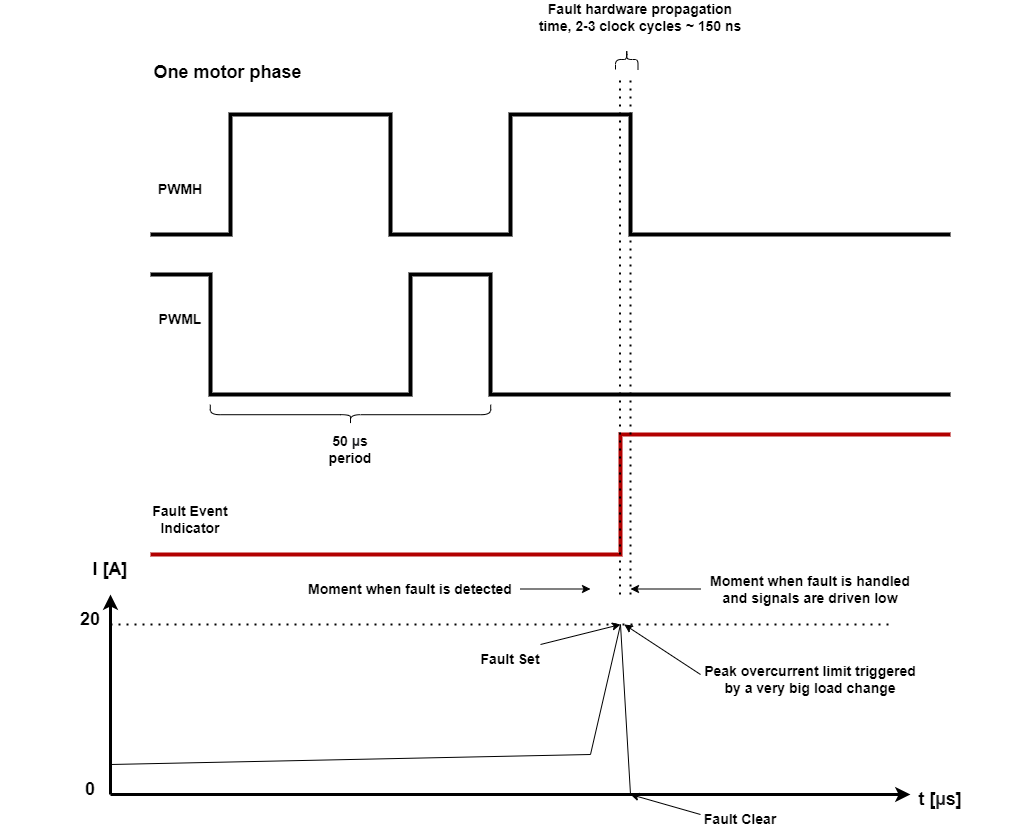 Fault hardware propagation
time, 2-3 clock cycles ~ 150 ns
One motor phase
PWMH
PWML
50 µs
period
Fault Event
Indicator
I [A]
Moment when fault is detected
Moment when fault is handled
and signals are driven low
20
Fault Set
Peak overcurrent limit triggered
by a very big load change
0
t [µs]
Fault Clear